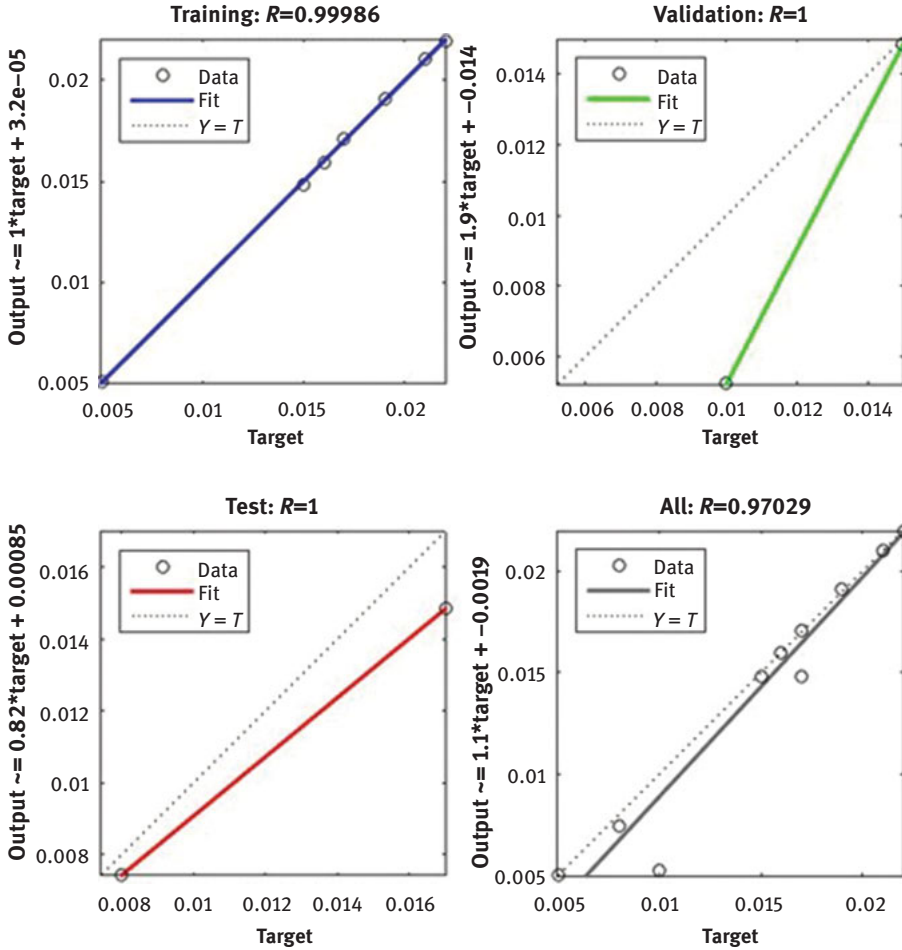 Training: R=0.99986
Output ~= 1*target + 3.2e−05
0.02
0.015
0.01
0.005
Data
Fit
Y = T
0.005 0.01 0.015 0.02
Target
Validation: R=1
Output ~= 1.9*target + −0.014
0.014
0.012
0.01
0.008
0.006
Data
Fit
Y = T
0.006 0.008 0.01 0.012 0.014
Target
Test: R=1
Output ~= 0.82*target + 0.00085
0.016
0.014
0.012
0.01
0.008
Data
Fit
Y = T
0.008 0.01 0.012 0.014 0.016
Target
All: R=0.97029
Output ~= 1.1*target + −0.0019
0.02
0.015
0.01
0.005
Data
Fit
Y = T
0.005 0.01 0.015 0.02
Target